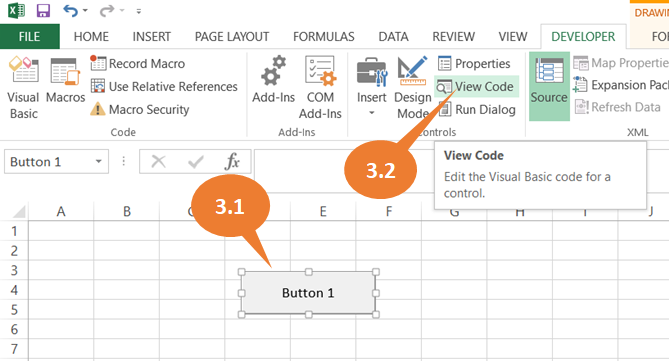 DRAWIN
FILE HOME INSERT PAGE LAYOUT FORMULAS DATA REVIEW VIEW DEVELOPER FO
Visual Basic
Macros
Record Macro
Use Relative References
Macro Security
Code
Add-Ins
COM Add-Ins
Add-Ins
Insert
Design Mode
Properties
View Code
Run Dialog
Controls
Source
Map Propertie
Expansion Pac
Refresh Data
XML
Button 1
fx
3.2
View Code
Edit the Visual Basic code for a
control.
3.1
A B C D E F G H I J
1
2
3
4
5
6
7
Button 1